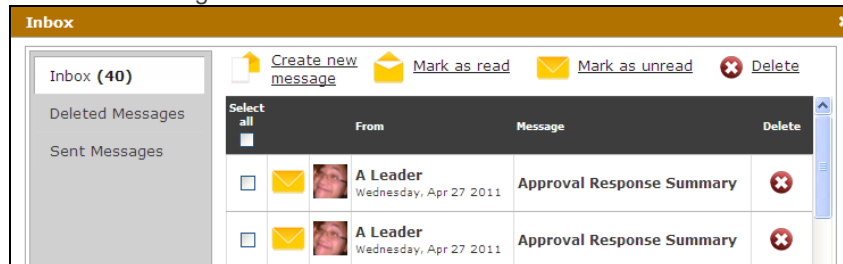 Inbox
Inbox (40)
Deleted Messages
Sent Messages
Create new
message
Mark as read
Mark as unread
Delete
Select
all
From
Message
Delete
A Leader
Wednesday, Apr 27 2011
Approval Response Summary
A Leader
Wednesday, Apr 27 2011
Approval Response Summary